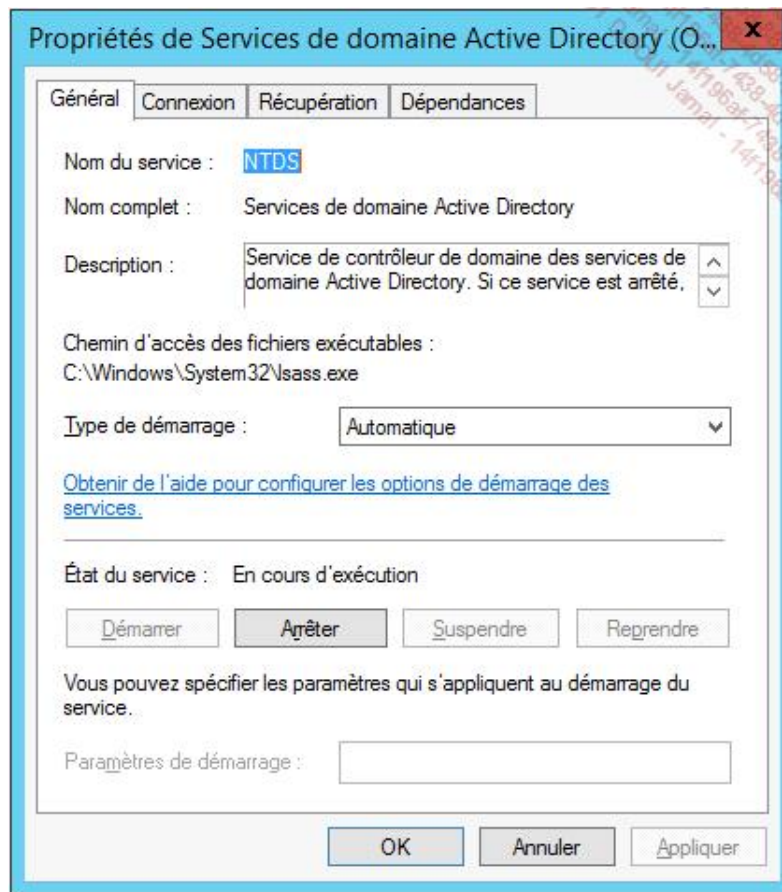 Propriétés de Services de domaine Active Directory (O...
x
Général
Connexion
Récupération
Dépendances
Nom du service :
NTDS
Nom complet :
Services de domaine Active Directory
Description :
Service de contrôleur de domaine des services de
domaine Active Directory. Si ce service est arrêté,
Chemin d'accès des fichiers exécutables :
C:\Windows\System32\lsass.exe
Type de démarrage :
Automatique
Obtenir de l'aide pour configurer les options de démarrage des
services.
État du service :
En cours d'exécution
Démarrer
Arrêter
Suspendre
Reprendre
Vous pouvez spécifier les paramètres qui s'appliquent au démarrage du
service.
Paramètres de démarrage :
OK
Annuler
Appliquer